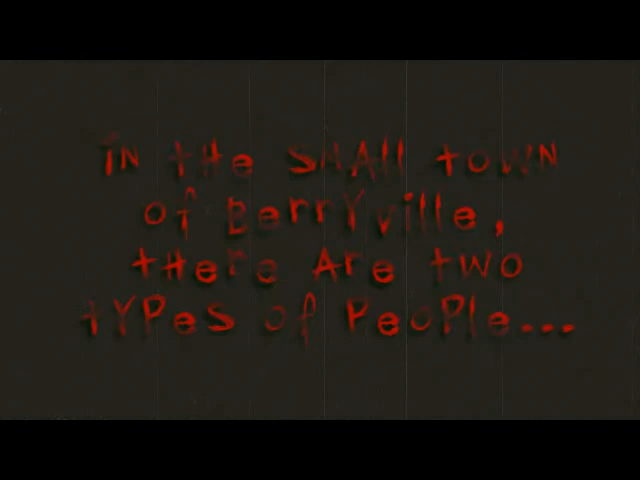 in the SMAll town
of BerrYville,
there Are two
tYPes of PeoPle...